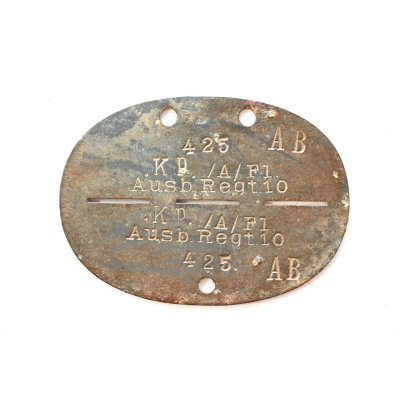 425 AB
.Kp./A/Fl
Ausb.Regt10
.Kp./A/Fl
Ausb.Regt10
425. AB